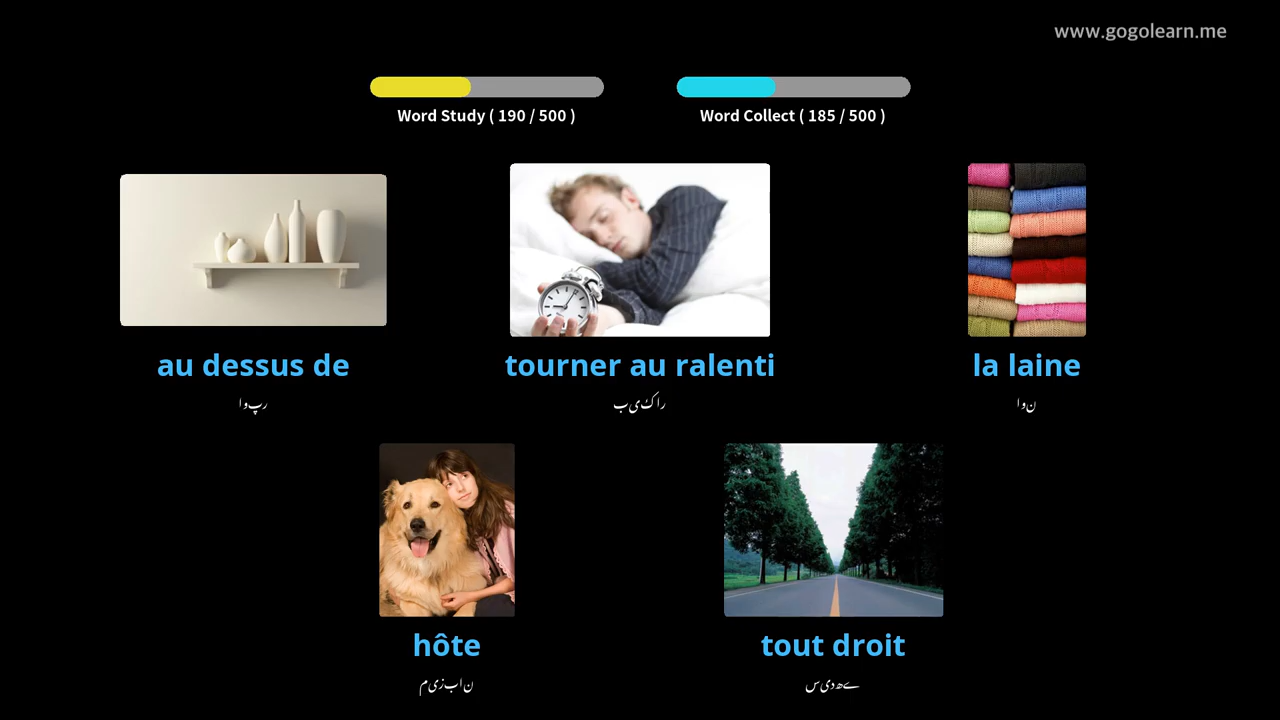 www.gogolearn.me
Word Study ( 190 / 500 )
Word Collect ( 185 / 500 )
au dessus de
رپوا
tourner au ralenti
راکیب
la laine
نوا
hôte
نابزیم
tout droit
ےھدیس